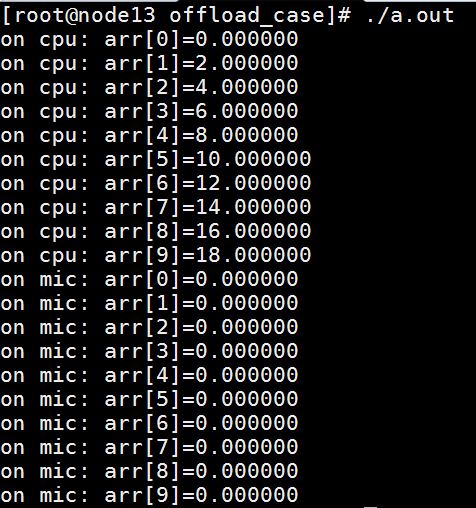 [root@node13 offload_case]# ./a.out
on cpu: arr[0]=0.000000
on cpu: arr[1]=2.000000
on cpu: arr[2]=4.000000
on cpu: arr[3]=6.000000
on cpu: arr[4]=8.000000
on cpu: arr[5]=10.000000
on cpu: arr[6]=12.000000
on cpu: arr[7]=14.000000
on cpu: arr[8]=16.000000
on cpu: arr[9]=18.000000
on mic: arr[0]=0.000000
on mic: arr[1]=0.000000
on mic: arr[2]=0.000000
on mic: arr[3]=0.000000
on mic: arr[4]=0.000000
on mic: arr[5]=0.000000
on mic: arr[6]=0.000000
on mic: arr[7]=0.000000
on mic: arr[8]=0.000000
on mic: arr[9]=0.000000